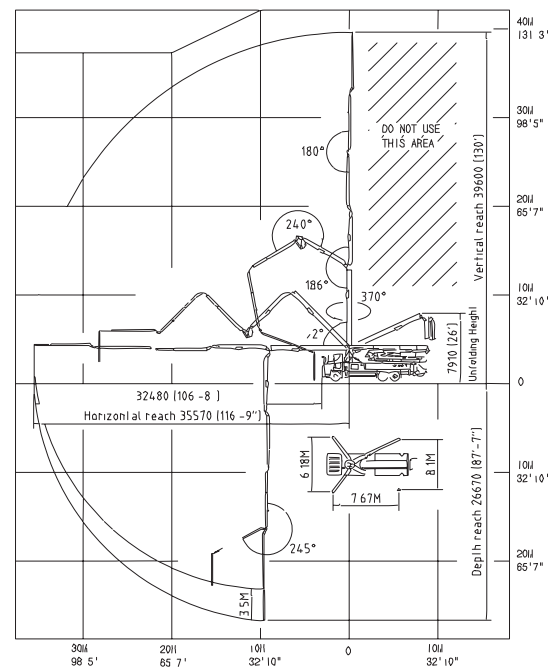 40M
131 3"
30M
98'5"
DO NOT USE
THIS AREA
180°
20M
65'7"
Vertical reach 39600 (130')
240°
186°
370°
10M
32'10"
2°
7910 (26')
Unfolding Height
0
32480 (106 -8 )
Horizontal reach 35570 (116 -9")
6 18M
8.1M
7 67M
10M
32'10"
Depth reach 26670 (87'-7")
245°
20M
65'7"
3 5M
30M
98 5'
20M
65 7'
10M
32'10"
0
10M
32'10"